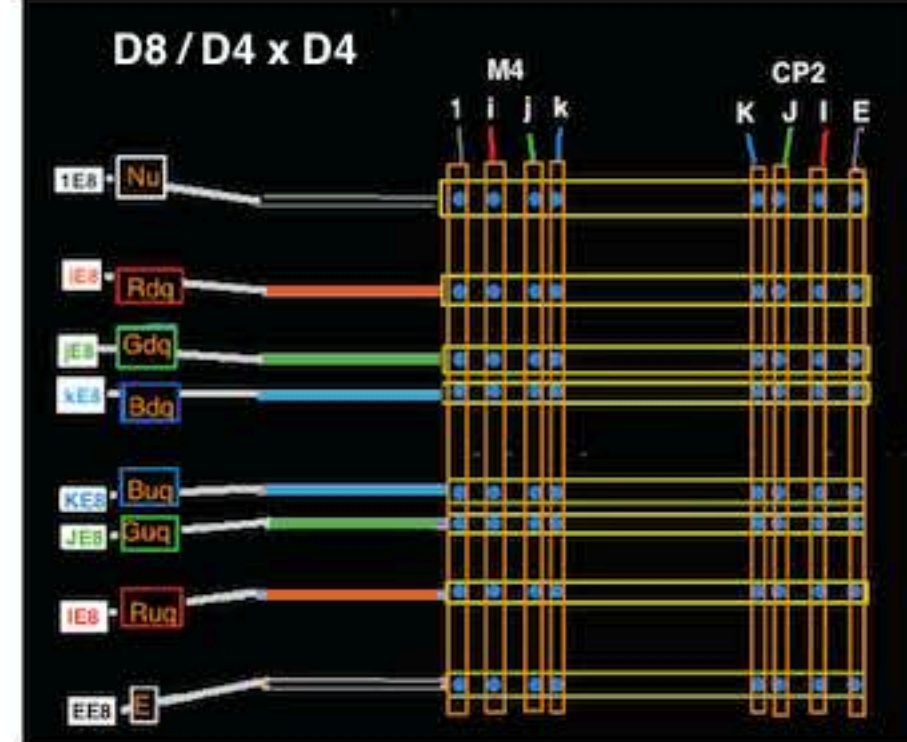 D8 / D4 x D4
M4 CP2
1 i j k K J I E
1E8 Nu
iE8 Rdq
jE8 Gdq
kE8 Bdq
KE8 Buq
JE8 Guq
IE8 Ruq
EE8 E